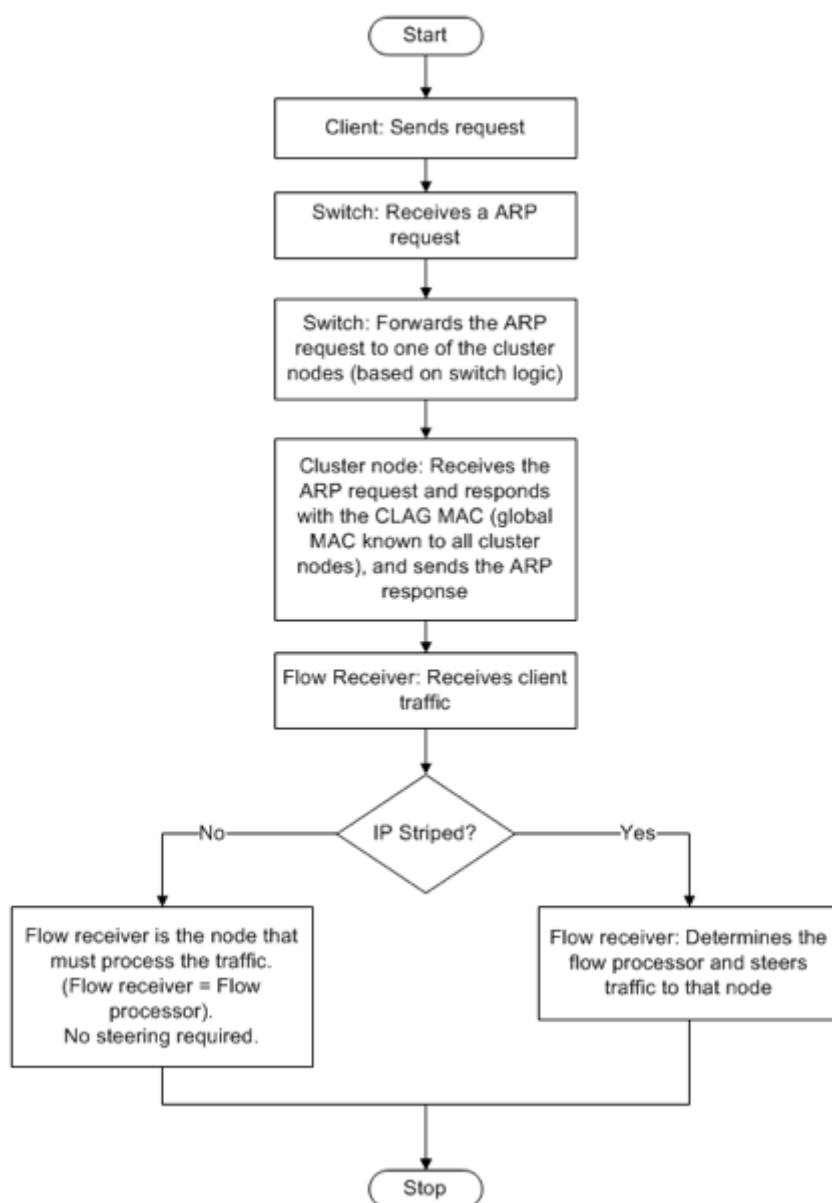 Start
Client: Sends request
Switch: Receives a ARP
request
Switch: Forwards the ARP
request to one of the cluster
nodes (based on switch logic)
Cluster node: Receives the
ARP request and responds
with the CLAG MAC (global
MAC known to all cluster
nodes), and sends the ARP
response
Flow Receiver: Receives client
traffic
IP Striped?
No
Yes
Flow receiver is the node that
must process the traffic.
(Flow receiver = Flow
processor).
No steering required.
Flow receiver: Determines the
flow processor and steers
traffic to that node
Stop